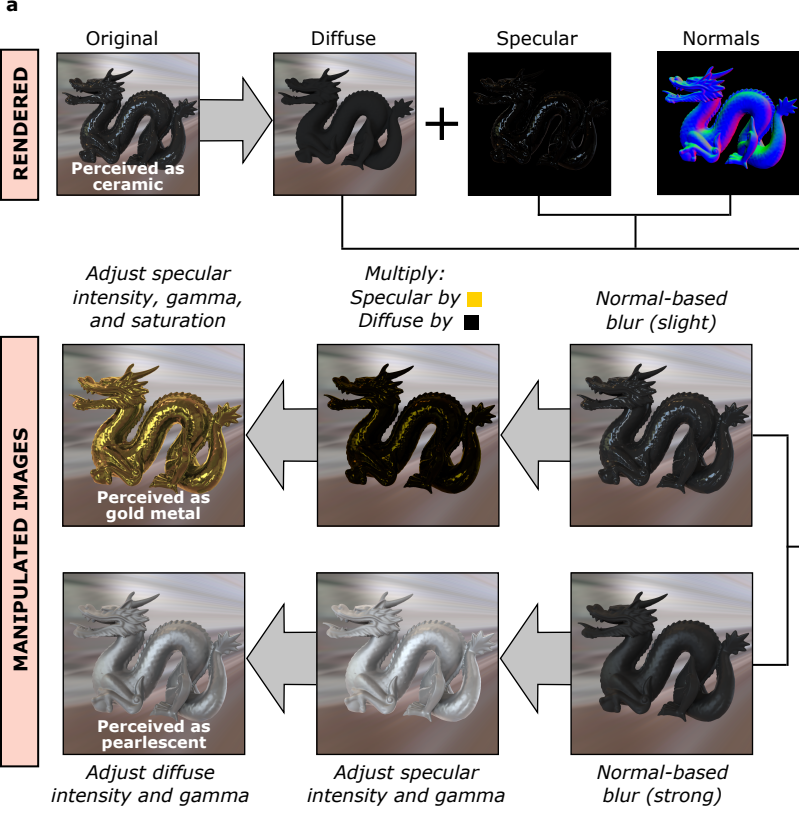 a
Original
Diffuse
Specular
Normals
RENDERED
Perceived as
ceramic
Adjust specular
intensity, gamma,
and saturation
Multiply:
Specular by
Diffuse by
Normal-based
blur (slight)
MANIPULATED IMAGES
Perceived as
gold metal
Perceived as
pearlescent
Adjust diffuse
intensity and gamma
Adjust specular
intensity and gamma
Normal-based
blur (strong)